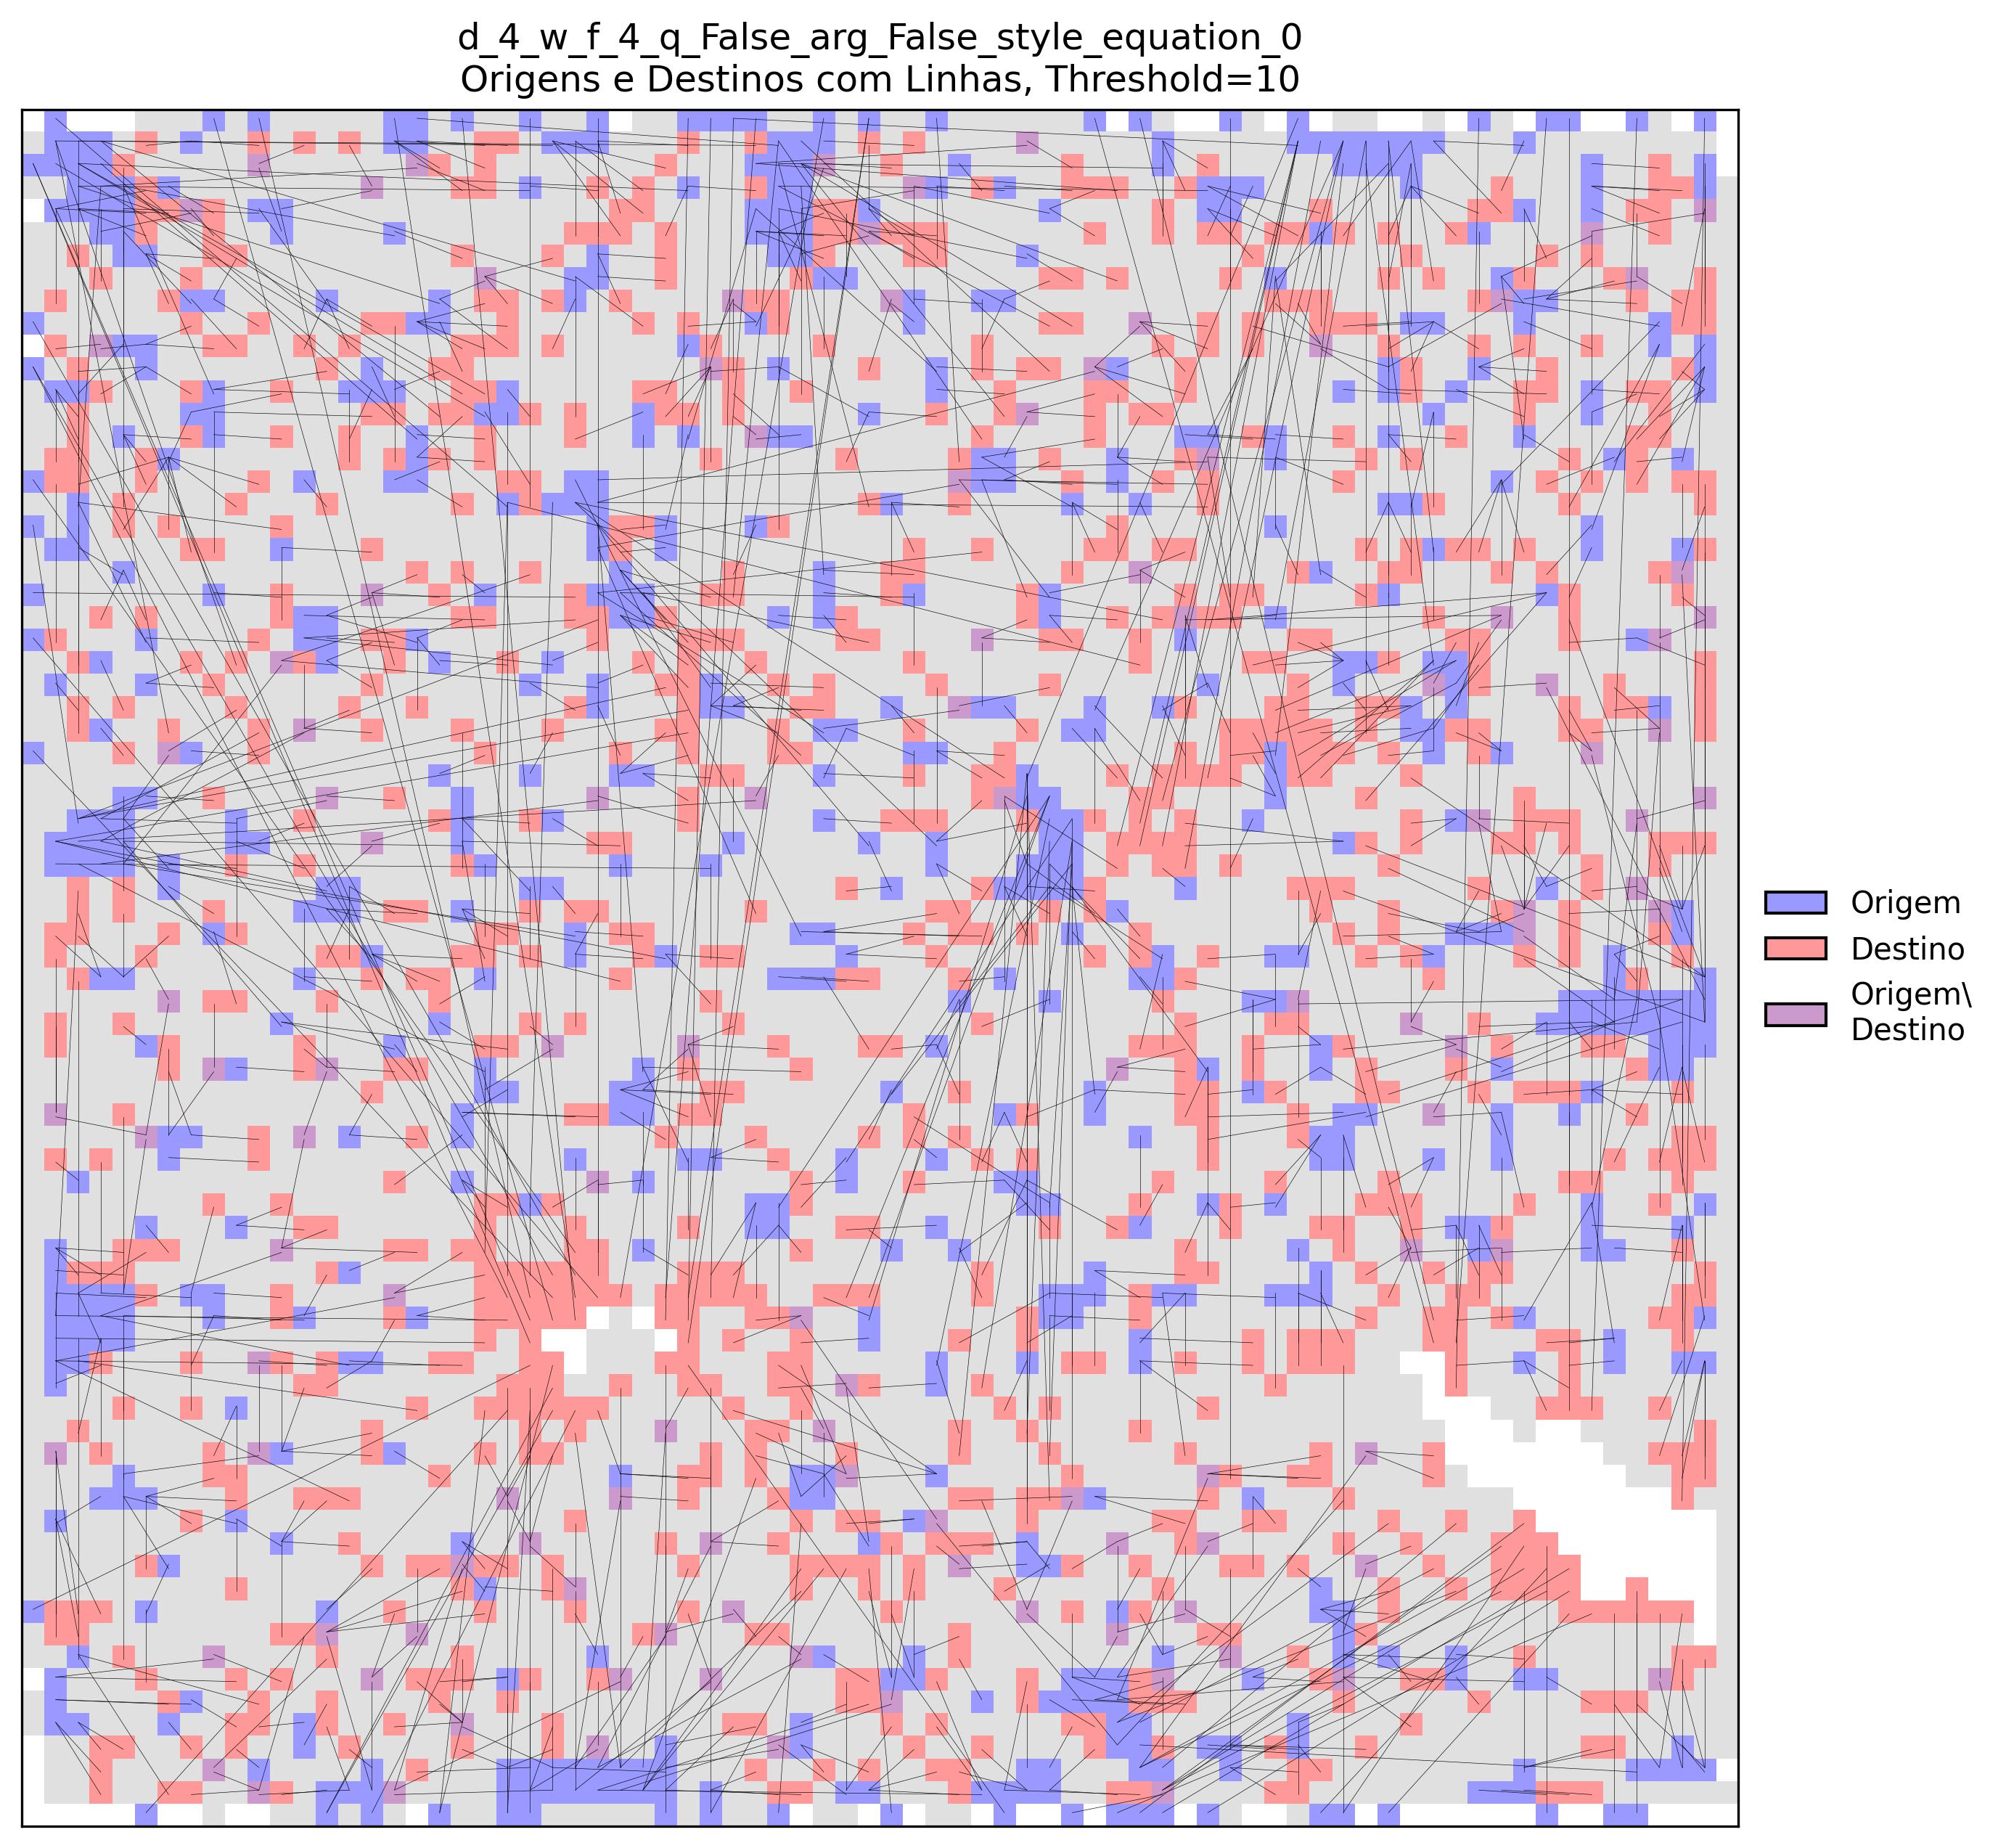 d_4_w_f_4_q_False_arg_False_style_equation_0
Origens e Destinos com Linhas, Threshold=10
Origem
Destino
Origem\
Destino